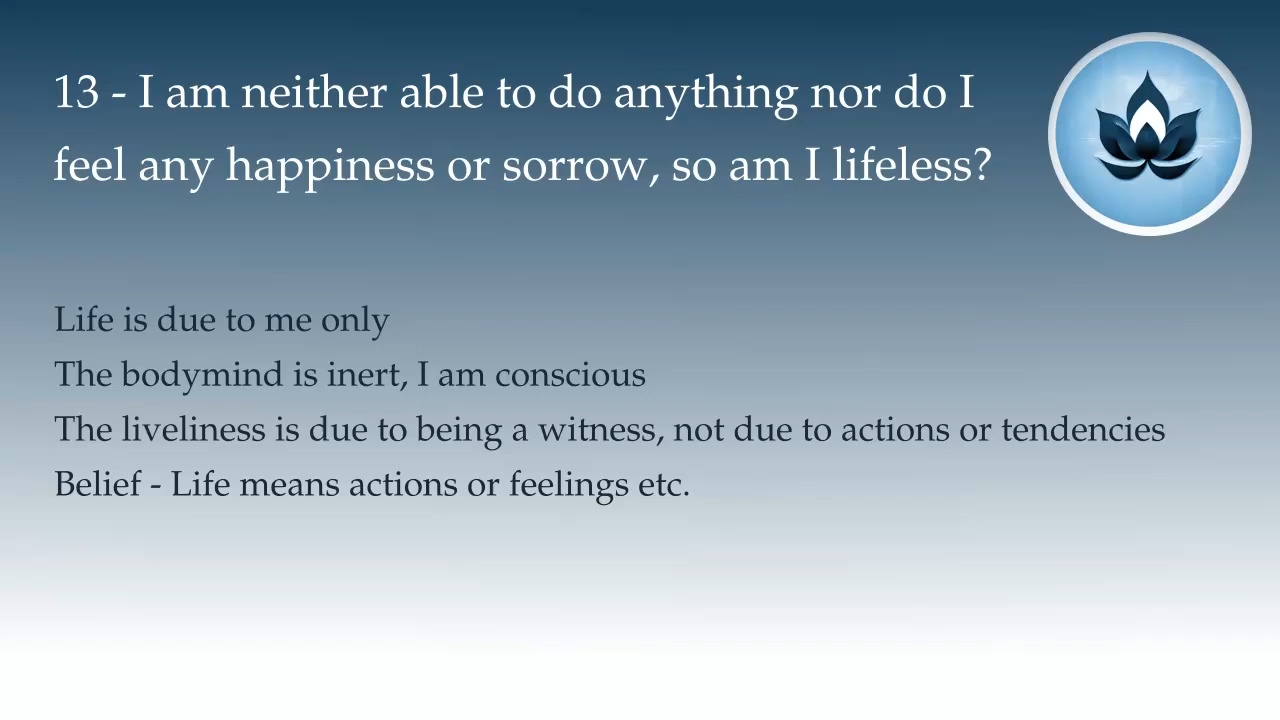 13 - I am neither able to do anything nor do I
feel any happiness or sorrow, so am I lifeless?
Life is due to me only
The bodymind is inert, I am conscious
The liveliness is due to being a witness, not due to actions or tendencies
Belief - Life means actions or feelings etc.